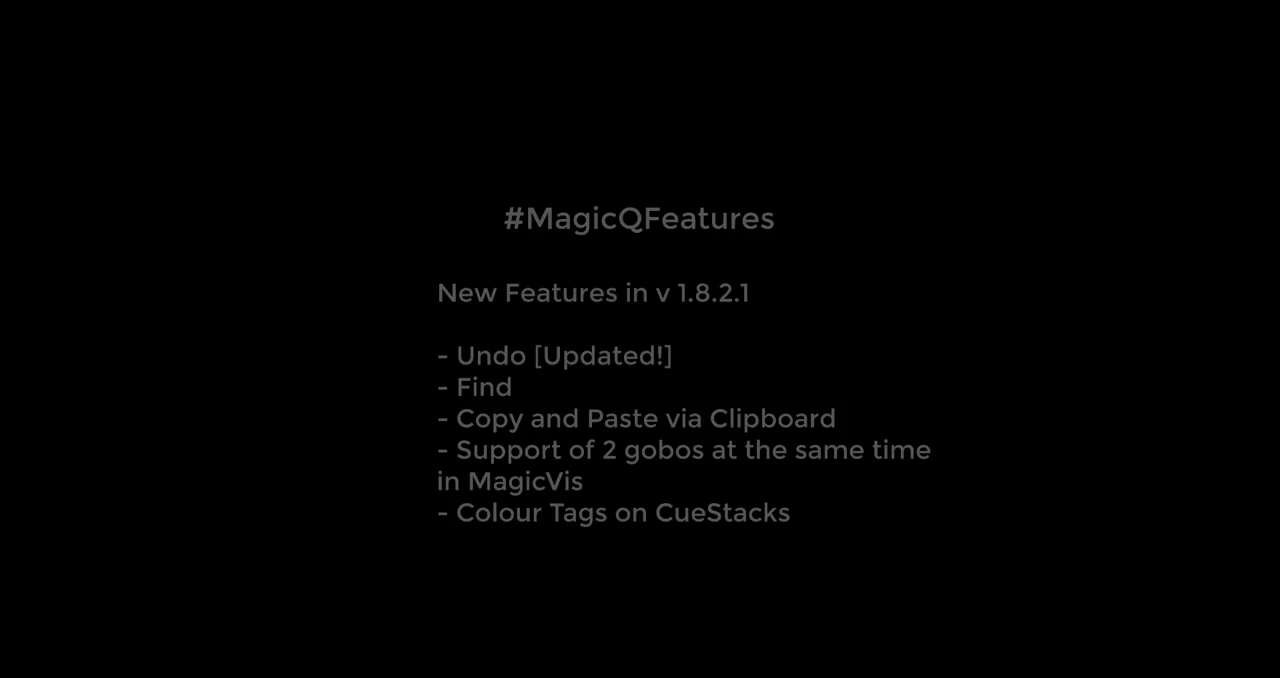 #MagicQFeatures
New Features in v 1.8.2.1
- Undo [Updated!]
- Find
- Copy and Paste via Clipboard
- Support of 2 gobos at the same time
in MagicVis
- Colour Tags on CueStacks